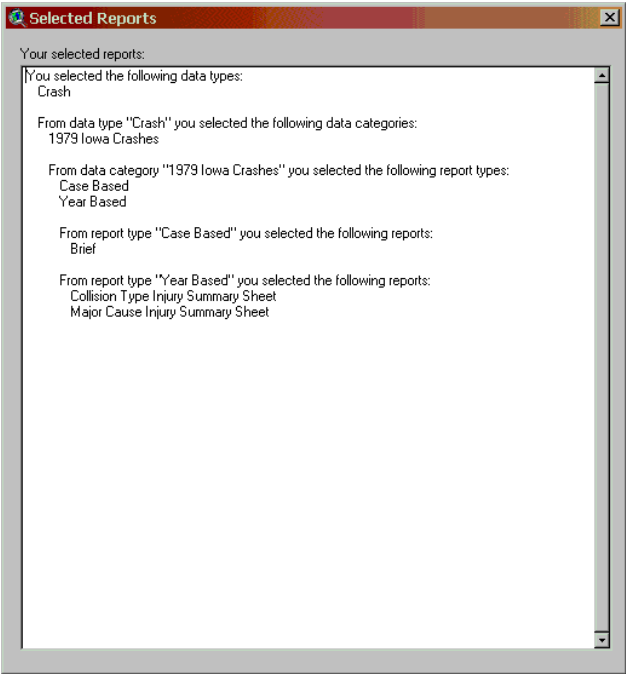 Selected Reports
Your selected reports:
You selected the following data types:
Crash
From data type "Crash" you selected the following data categories:
1979 Iowa Crashes
From data category "1979 Iowa Crashes" you selected the following report types:
Case Based
Year Based
From report type "Case Based" you selected the following reports:
Brief
From report type "Year Based" you selected the following reports:
Collision Type Injury Summary Sheet
Major Cause Injury Summary Sheet